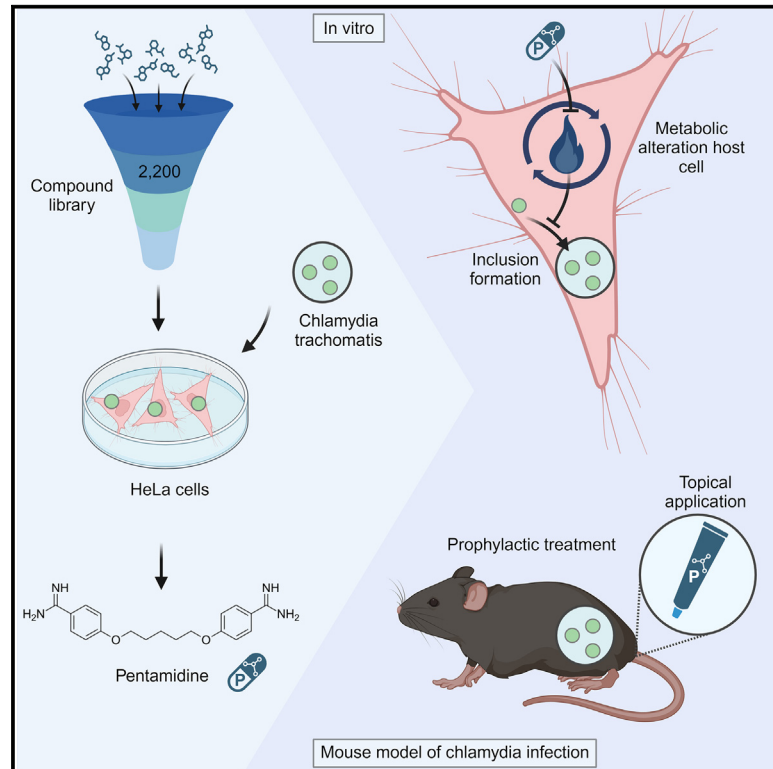 In vitro
2,200
Compound
library
Chlamydia
trachomatis
HeLa cells
NH
H₂N
O
O
NH
NH₂
Pentamidine
P
P
Metabolic
alteration host
cell
Inclusion
formation
Topical
application
P
Prophylactic treatment
Mouse model of chlamydia infection